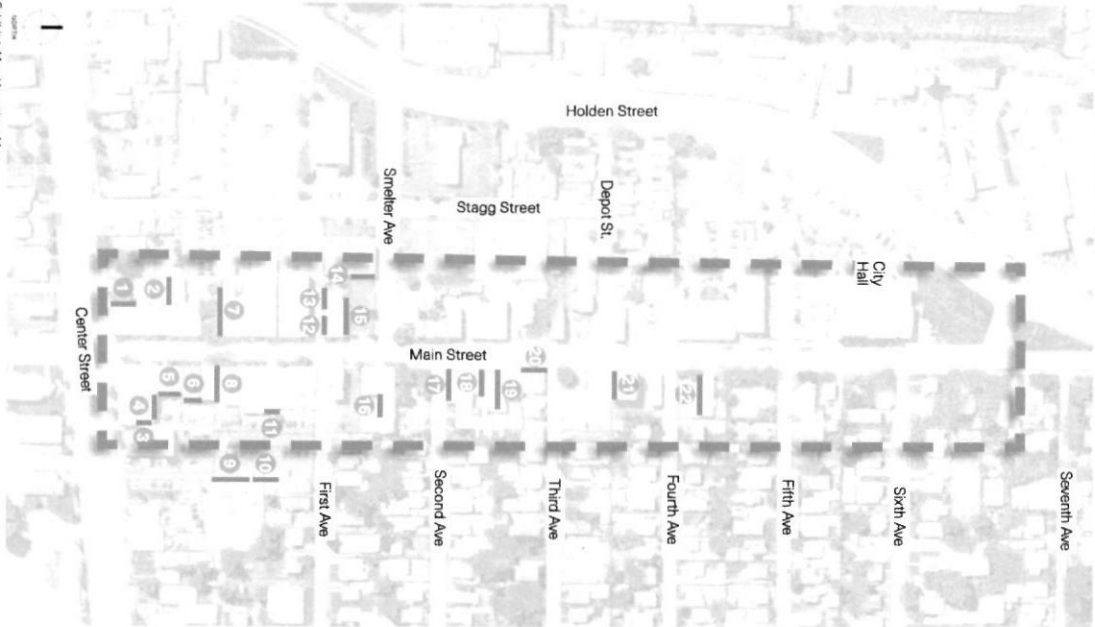 NORTH
Holden Street
Smelter Ave
Stagg Street
Depot St.
City
Hall
1
2
7
14
13
12
15
Center Street
Main Street
20
5
6
8
17
18
19
21
22
4
3
11
16
9
10
First Ave
Second Ave
Third Ave
Fourth Ave
Fifth Ave
Sixth Ave
Seventh Ave